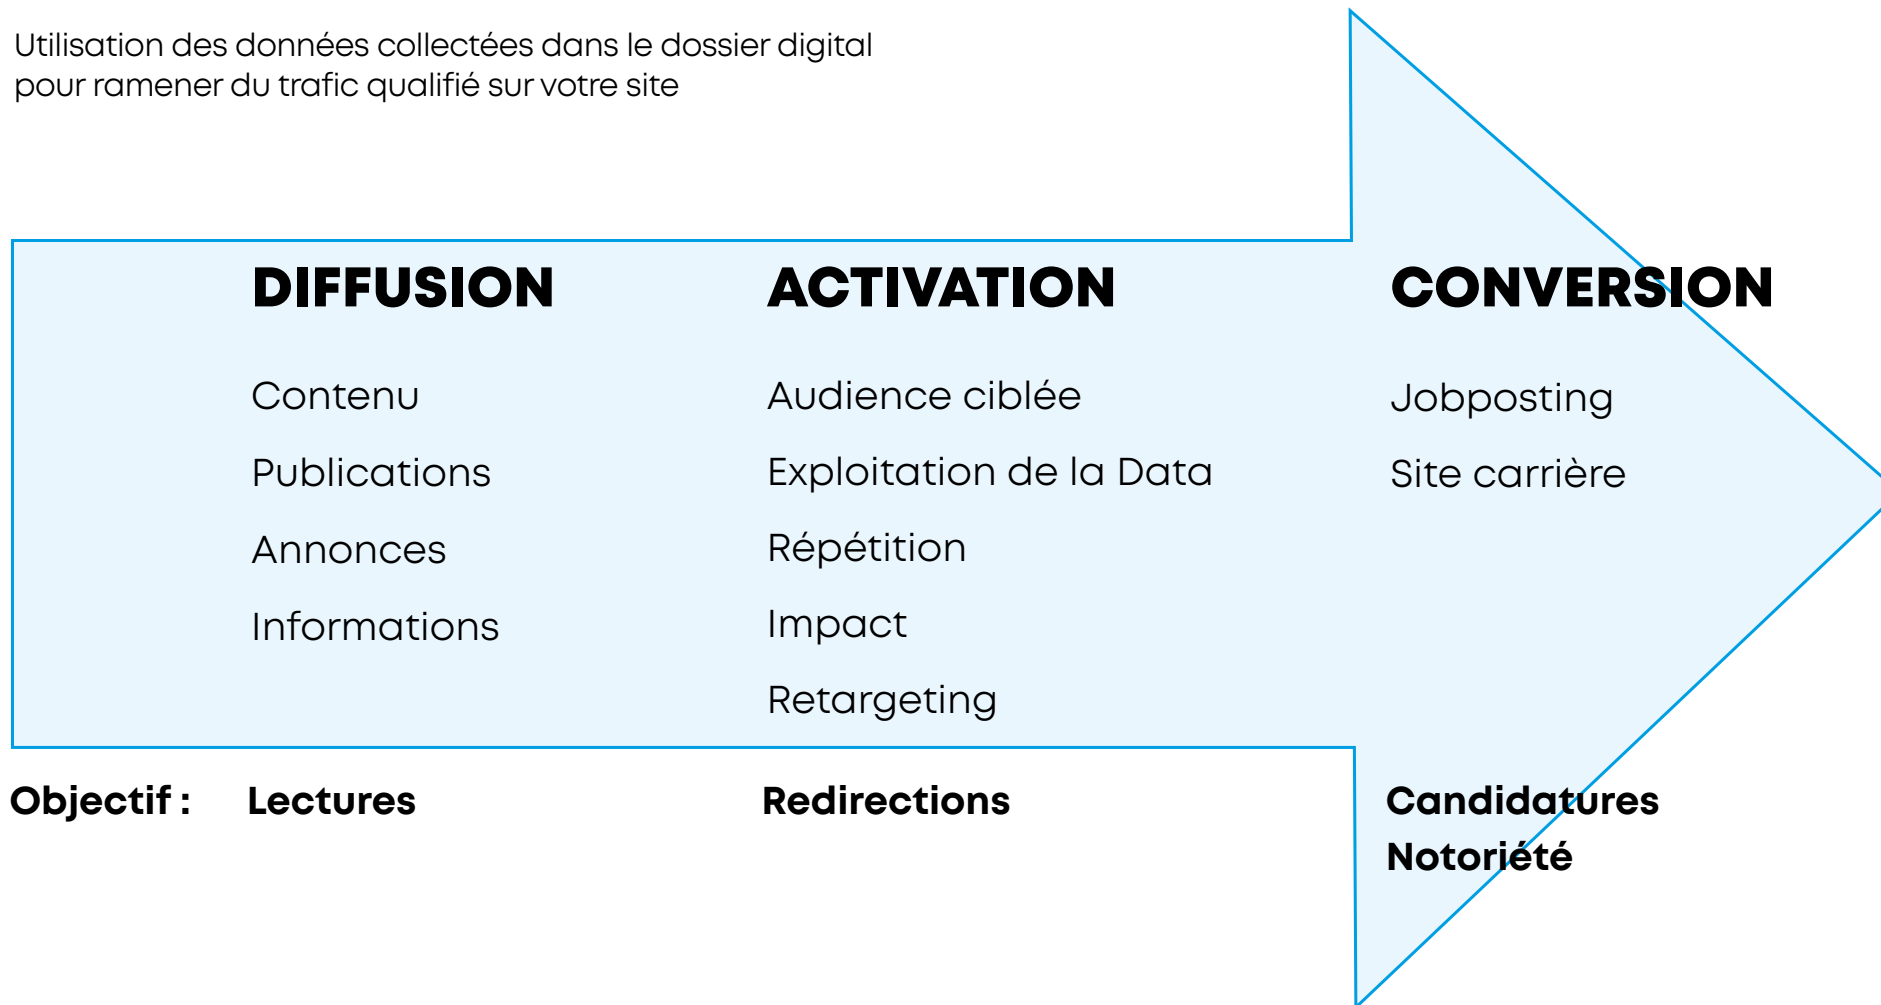 Utilisation des données collectées dans le dossier digital
pour ramener du trafic qualifié sur votre site
DIFFUSION
Contenu
Publications
Annonces
Informations
ACTIVATION
Audience ciblée
Exploitation de la Data
Répétition
Impact
Retargeting
CONVERSION
Jobposting
Site carrière
Objectif :
Lectures
Redirections
Candidatures
Notoriété